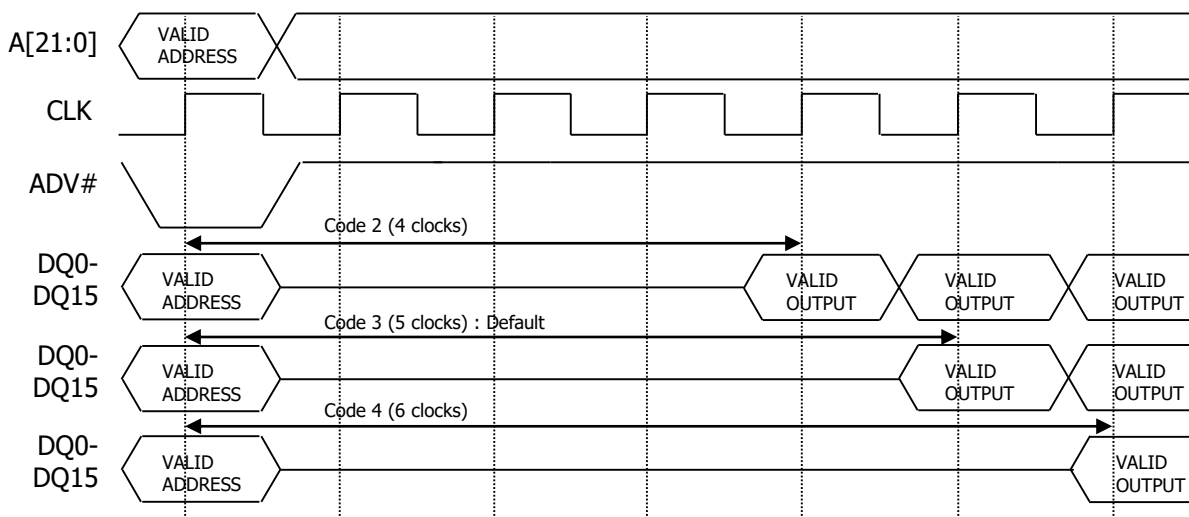 A[21:0]
VALID
ADDRESS
CLK
ADV#
Code 2 (4 clocks)
DQ0-
DQ15
VALID
ADDRESS
VALID
OUTPUT
VALID
OUTPUT
VALID
OUTPUT
Code 3 (5 clocks) : Default
DQ0-
DQ15
VALID
ADDRESS
VALID
OUTPUT
VALID
OUTPUT
Code 4 (6 clocks)
DQ0-
DQ15
VALID
ADDRESS
VALID
OUTPUT